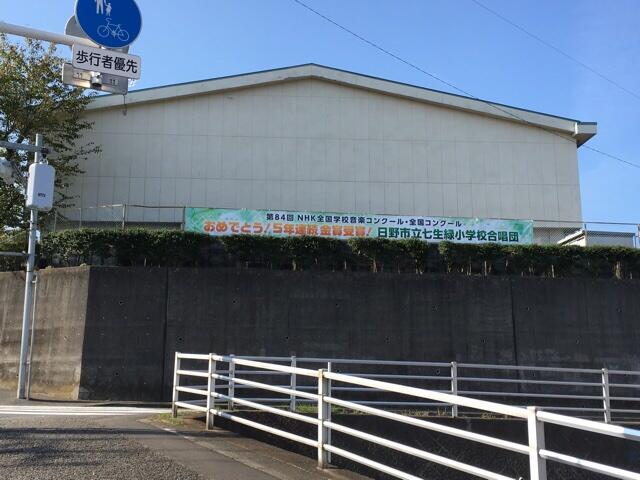 歩行者優先
第84回 NHK全国学校音楽コンクール・全国コンクール
おめでとう!5年連続 金賞受賞! 日野市立七生緑小学校合唱団